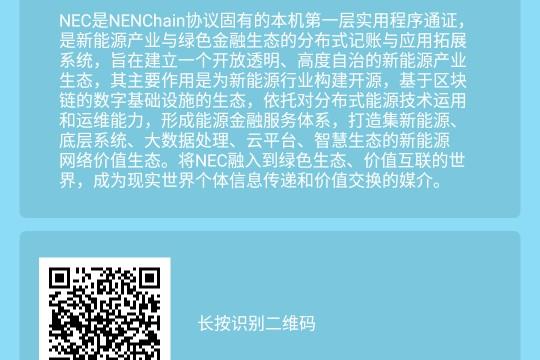 NEC是NENChain协议固有的本机第一层实用程序通证，
是新能源产业与绿色金融生态的分布式记账与应用拓展
系统，旨在建立一个开放透明、高度自治的新能源产业
生态，其主要作用是为新能源行业构建开源，基于区块
链的数字基础设施的生态，依托对分布式能源技术运用
和运维能力，形成能源金融服务体系，打造集新能源、
底层系统、大数据处理、云平台、智慧生态的新能源
网络价值生态。将NEC融入到绿色生态、价值互联的世
界，成为现实世界个体信息传递和价值交换的媒介。
长按识别二维码